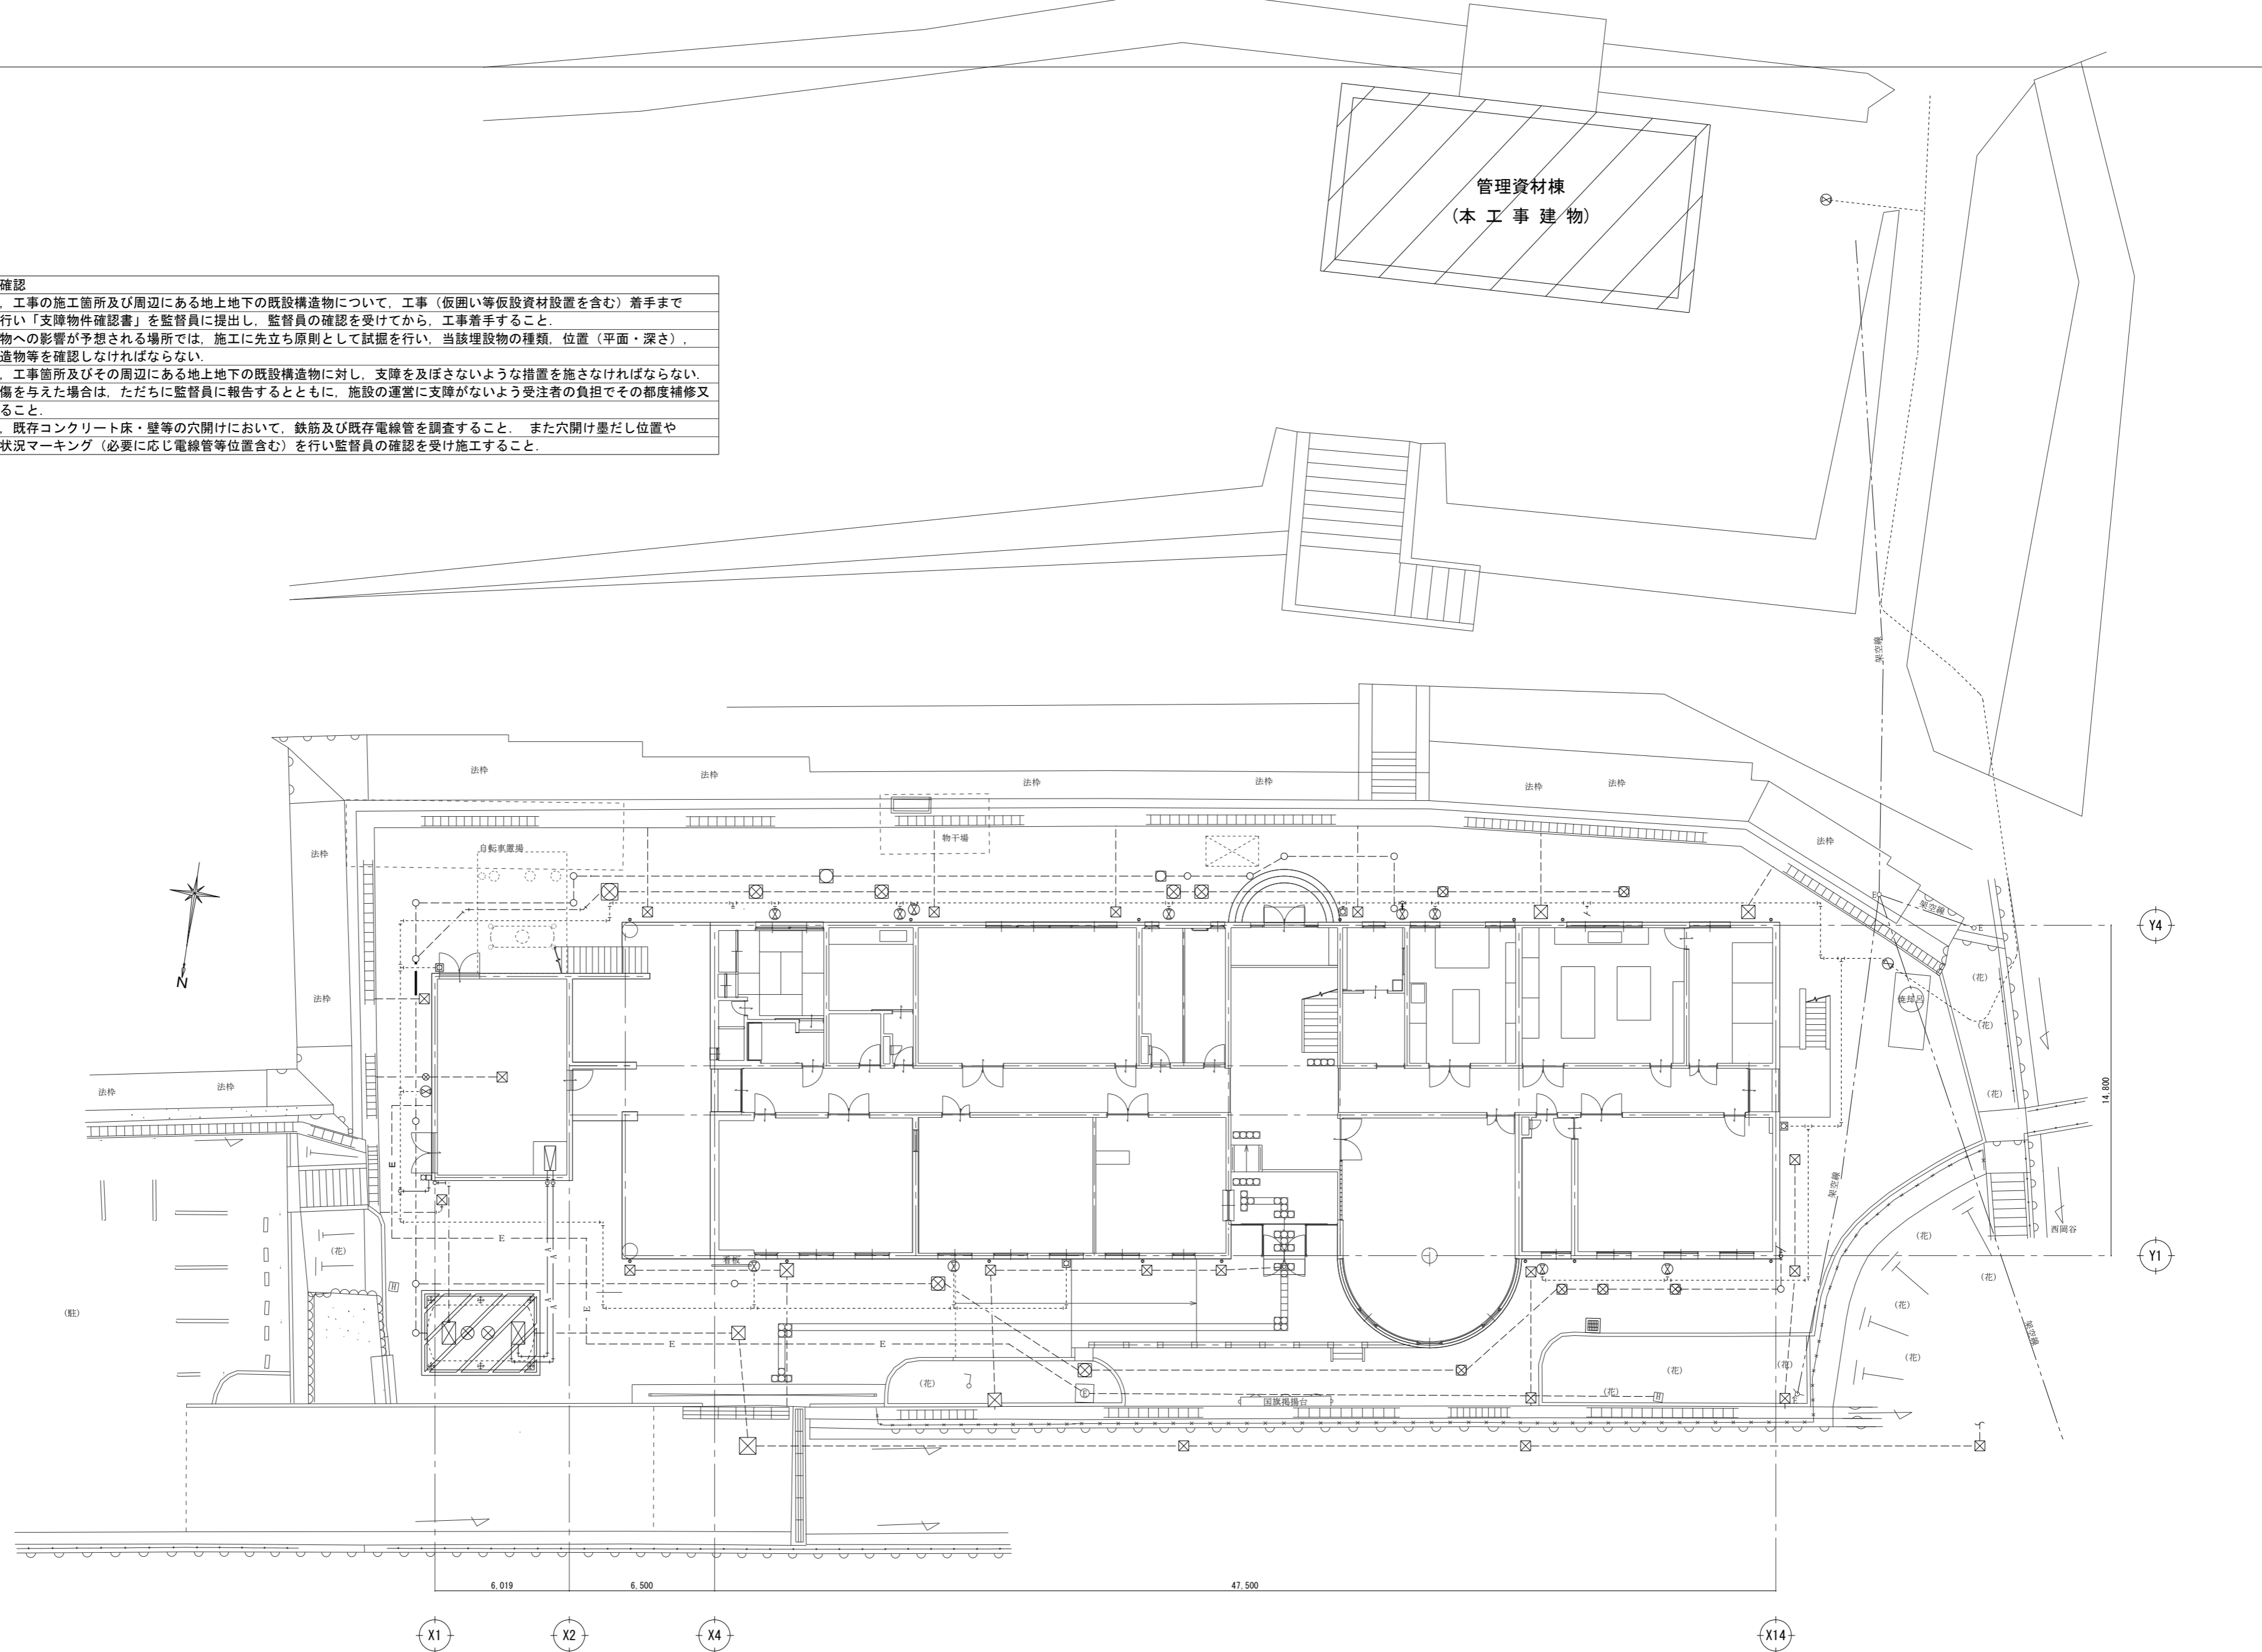 管理資材棟
(本 工 事 建 物)
確認
．工事の施工箇所及び周辺にある地上地下の既設構造物について，工事（仮囲い等仮設資材設置を含む）着手まで
行い「支障物件確認書」を監督員に提出し，監督員の確認を受けてから，工事着手すること．
物への影響が予想される場所では，施工に先立ち原則として試掘を行い，当該埋設物の種類，位置（平面・深さ），
造物等を確認しなければならない．
．工事箇所及びその周辺にある地上地下の既設構造物に対し，支障を及ぼさないような措置を施さなければならない．
傷を与えた場合は，ただちに監督員に報告するとともに，施設の運営に支障がないよう受注者の負担でその都度補修又
ること．
．既存コンクリート床・壁等の穴開けにおいて，鉄筋及び既存電線管を調査すること． また穴開け墨だし位置や
状況マーキング（必要に応じ電線管等位置含む）を行い監督員の確認を受け施工すること．
架空線
法枠
法枠
法枠
法枠
法枠
法枠
法枠
法枠
物干場
自転車置場
E
架空線
E
Y4
N
法枠
(花)
焼却呂
(花)
法枠
法枠
(花)
14,800
E
架空線
西岡谷
(花)
E
(花)
A
A
看板
Y1
(花)
H
A
A
E
(花)
(駐)
E
E
架空線
(花)
(花)
(花)
(花)
E
H
国旗掲揚台
6,019
6,500
47,500
X1
X2
X4
X14